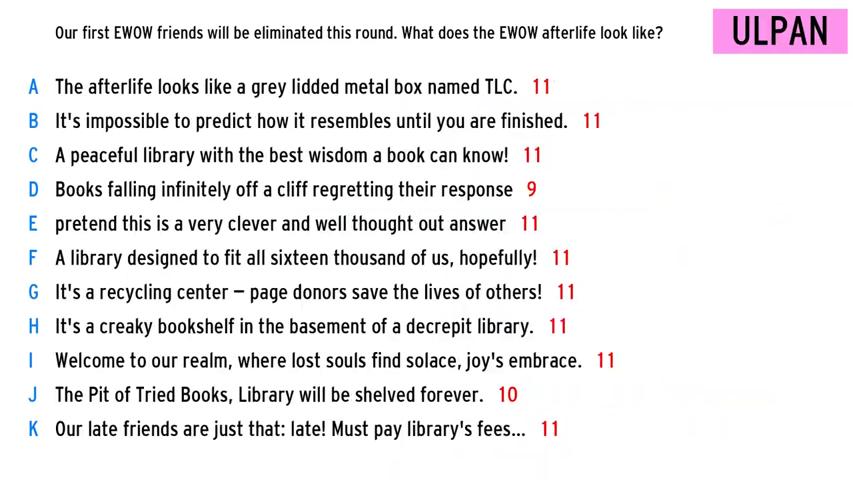 Our first EWOW friends will be eliminated this round. What does the EWOW afterlife look like?
ULPAN
A The afterlife looks like a grey lidded metal box named TLC. 11
B It's impossible to predict how it resembles until you are finished. 11
C A peaceful library with the best wisdom a book can know! 11
D Books falling infinitely off a cliff regretting their response 9
E pretend this is a very clever and well thought out answer 11
F A library designed to fit all sixteen thousand of us, hopefully! 11
G It's a recycling center – page donors save the lives of others! 11
H It's a creaky bookshelf in the basement of a decrepit library. 11
I Welcome to our realm, where lost souls find solace, joy's embrace. 11
J The Pit of Tried Books, Library will be shelved forever. 10
K Our late friends are just that: late! Must pay library's fees... 11